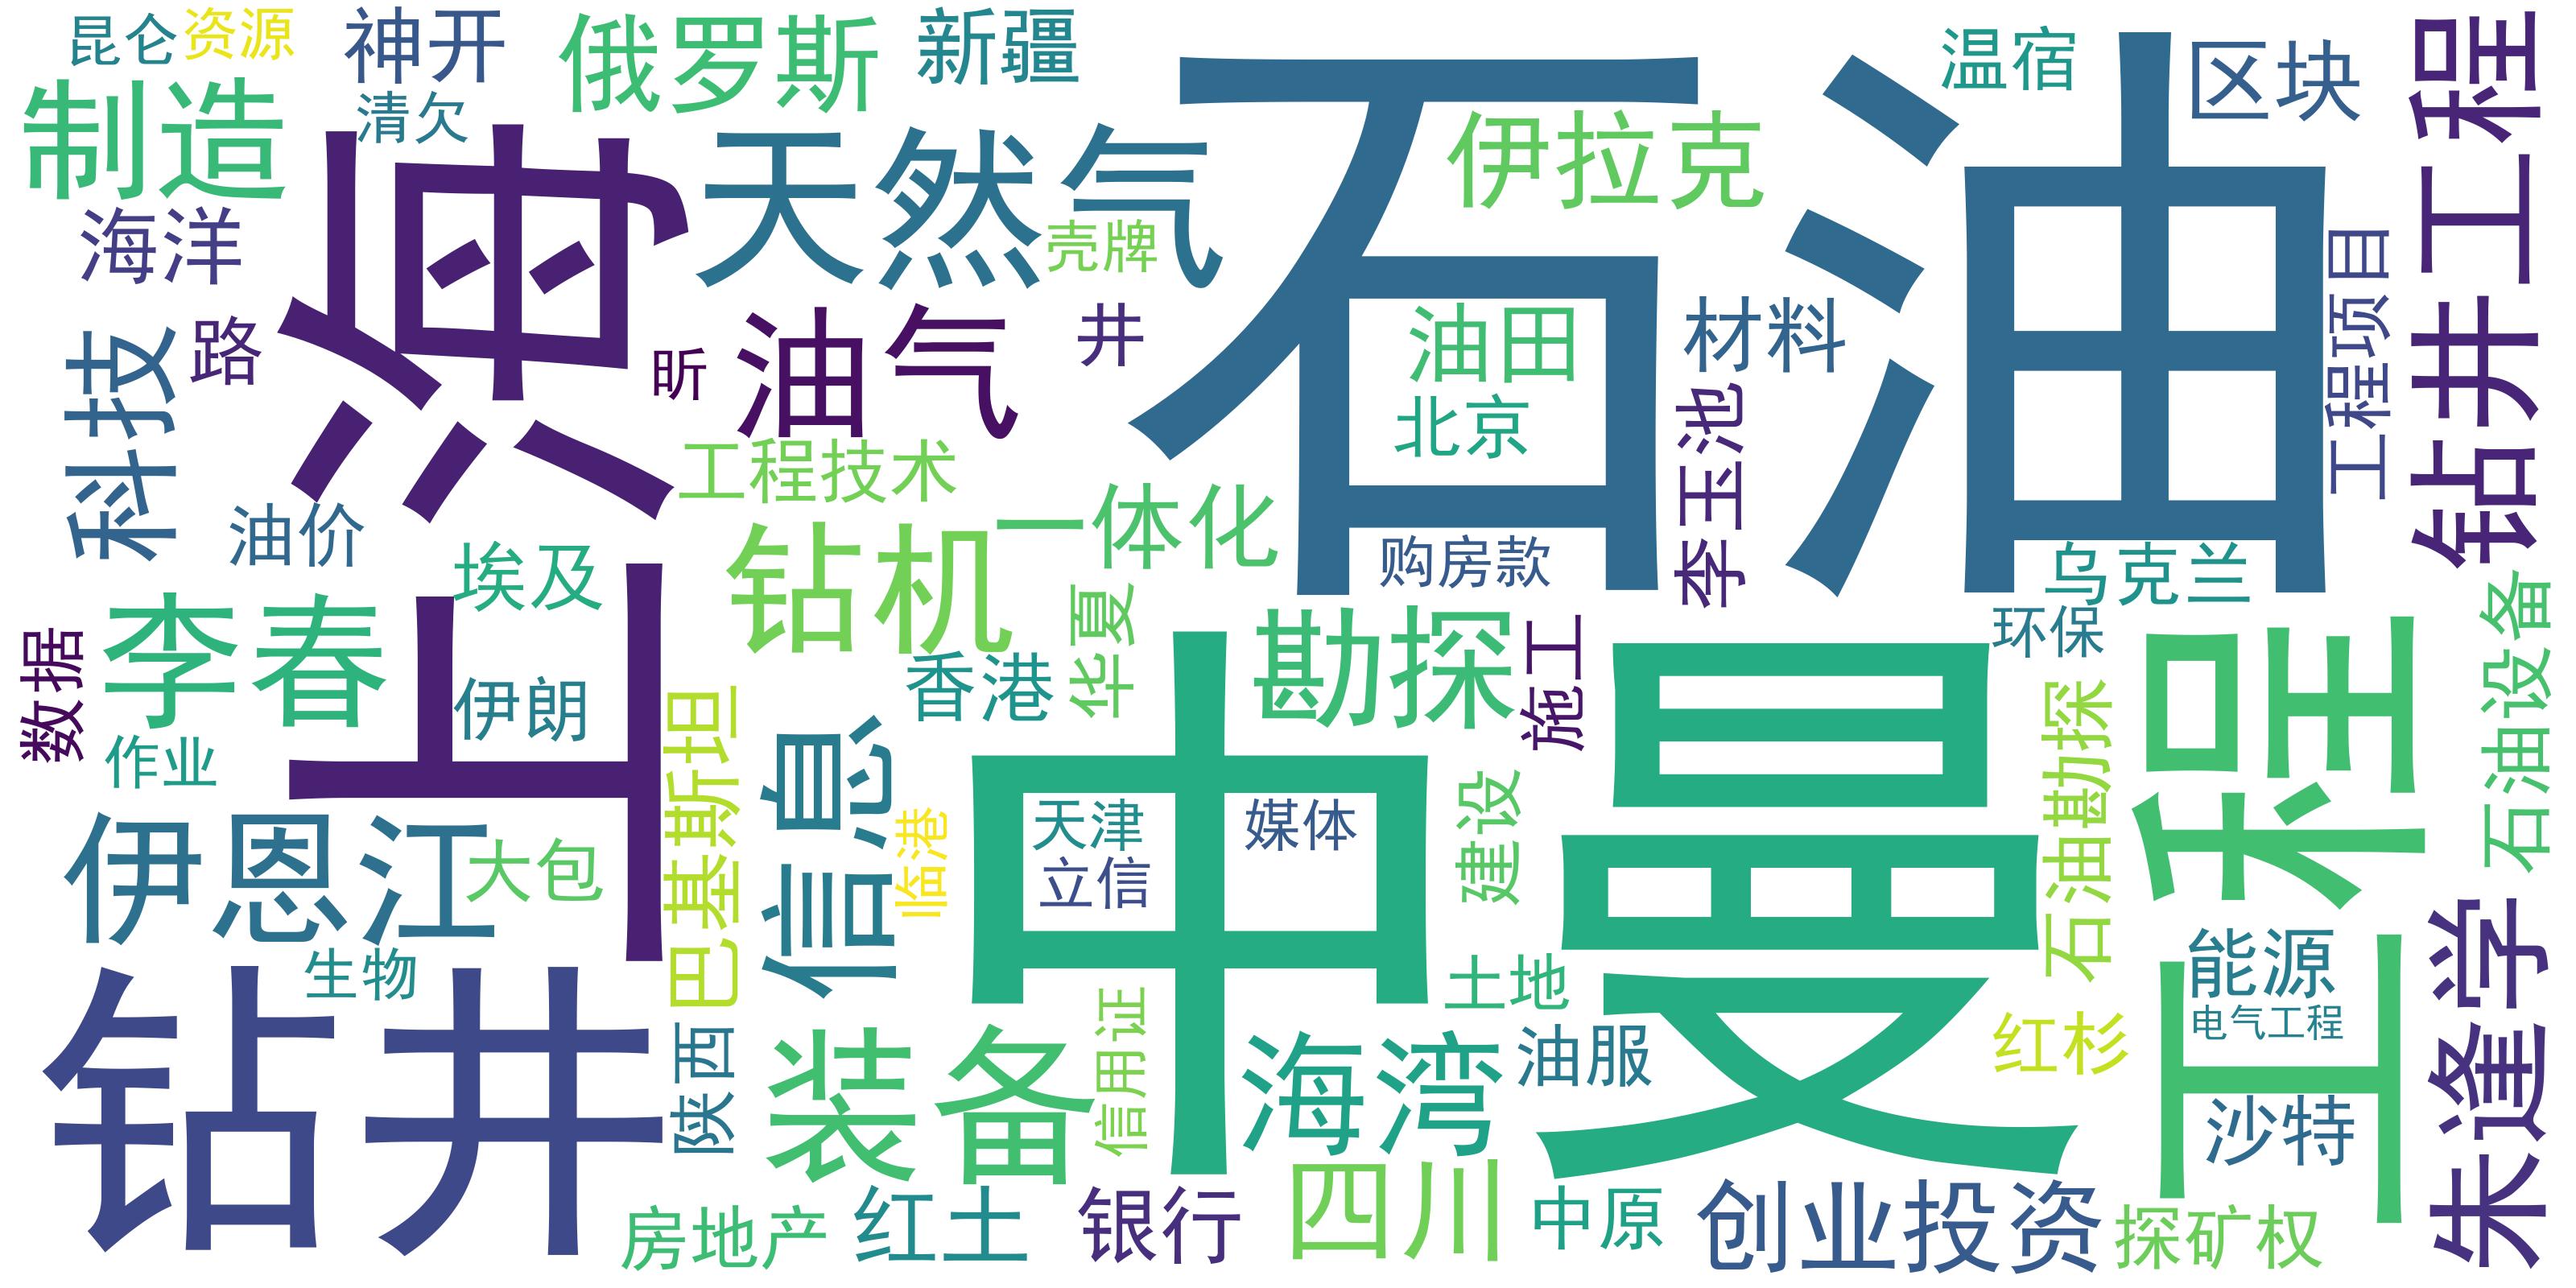 昆仑
资源
神开
俄罗斯
新疆
石油
温宿
区块
钻井工程
制造
清欠
上海
天然气
伊拉克
海洋
壳牌
工程项目
路
科技
昕
油气
井
油田
材料
北京
李玉池
工程技术
油价
一体化
钻机
购房款
埃及
乌克兰
石油设备
李春
华夏
勘探
施工
中曼
环保
工程
数据
伊朗
香港
巴基斯坦
石油勘探
作业
信息
临港
天津
媒体
建设
伊恩江
大包
立信
朱逢学
生物
土地
能源
钻井
信用证
电气工程
陕西
装备
海湾
油服
红杉
沙特
房地产
红土
银行
四川
中原
创业投资
探矿权